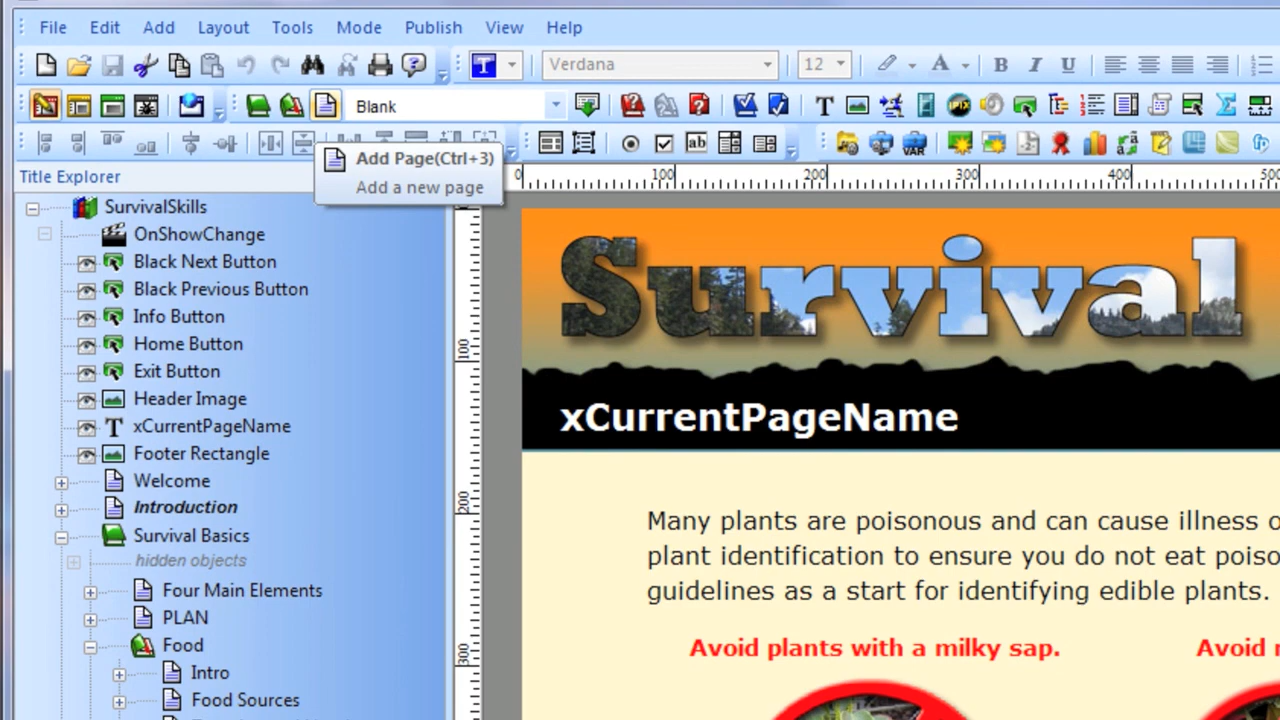 File Edit Add Layout Tools Mode Publish View Help
T Verdana 12 A B I U
Blank T
ab VAR
Add Page(Ctrl+3)
Add a new page
Title Explorer
0 100 200 300 400
SurvivalSkills
OnShowChange
Black Next Button
Black Previous Button
Info Button
Home Button
Exit Button
Header Image
T xCurrentPageName
Footer Rectangle
Welcome
Introduction
Survival Basics
hidden objects
Four Main Elements
PLAN
Food
Intro
Food Sources
100
200
300
Survival
xCurrentPageName
Many plants are poisonous and can cause illness
plant identification to ensure you do not eat
guidelines as a start for identifying edible plants.
Avoid plants with a milky sap. Avoid